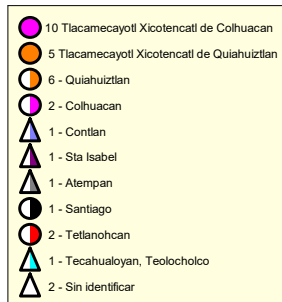 10 Tlacamecayotl Xicotencatl de Colhuacan
5 Tlacamecayotl Xicotencatl de Quiahuiztlan
6 - Quiahuiztlan
2 - Colhuacan
1 - Contlan
1 - Sta Isabel
1 - Atempan
1 - Santiago
2 - Tetlanohcan
1 - Tecahualoyan, Teolocholco
2 - Sin identificar